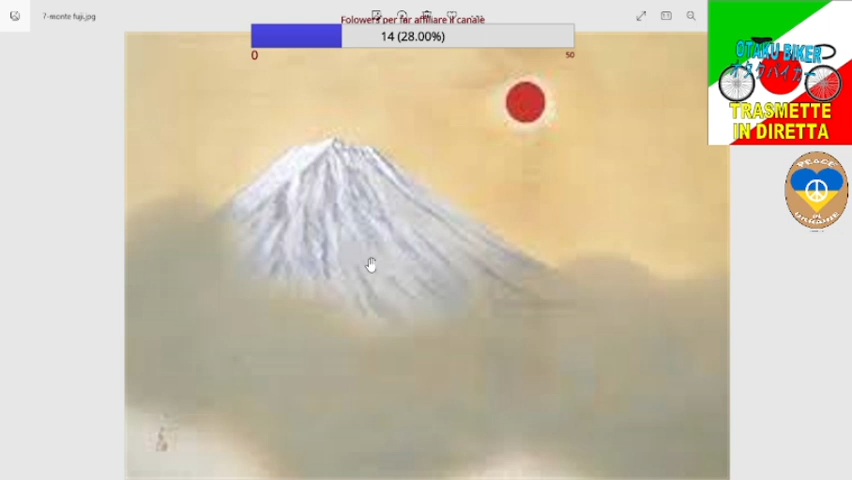 7-monte fuji.jpg
Folowers per far affiliare il canale
14 (28.00%)
0
50
OTAKU BIKER
オタクバイカー
TRASMETTE
IN DIRETTA
PEACE
IN
UKRAINE